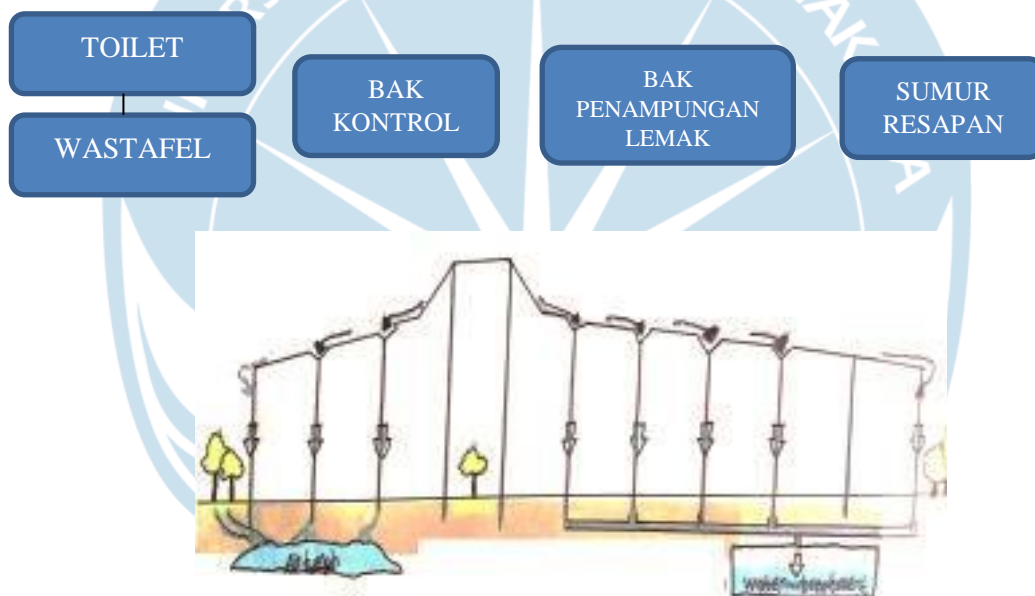 TOILET
WASTAFEL
BAK
KONTROL
BAK
PENAMPUNGAN
LEMAK
SUMUR
RESAPAN